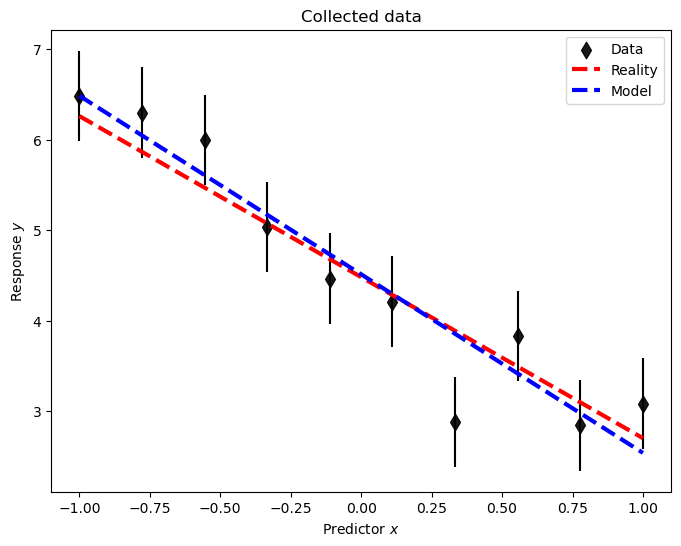 Collected data
Data
Reality
Model
7
6
5
4
3
Response y
−1.00 −0.75 −0.50 −0.25 0.00 0.25 0.50 0.75 1.00
Predictor x